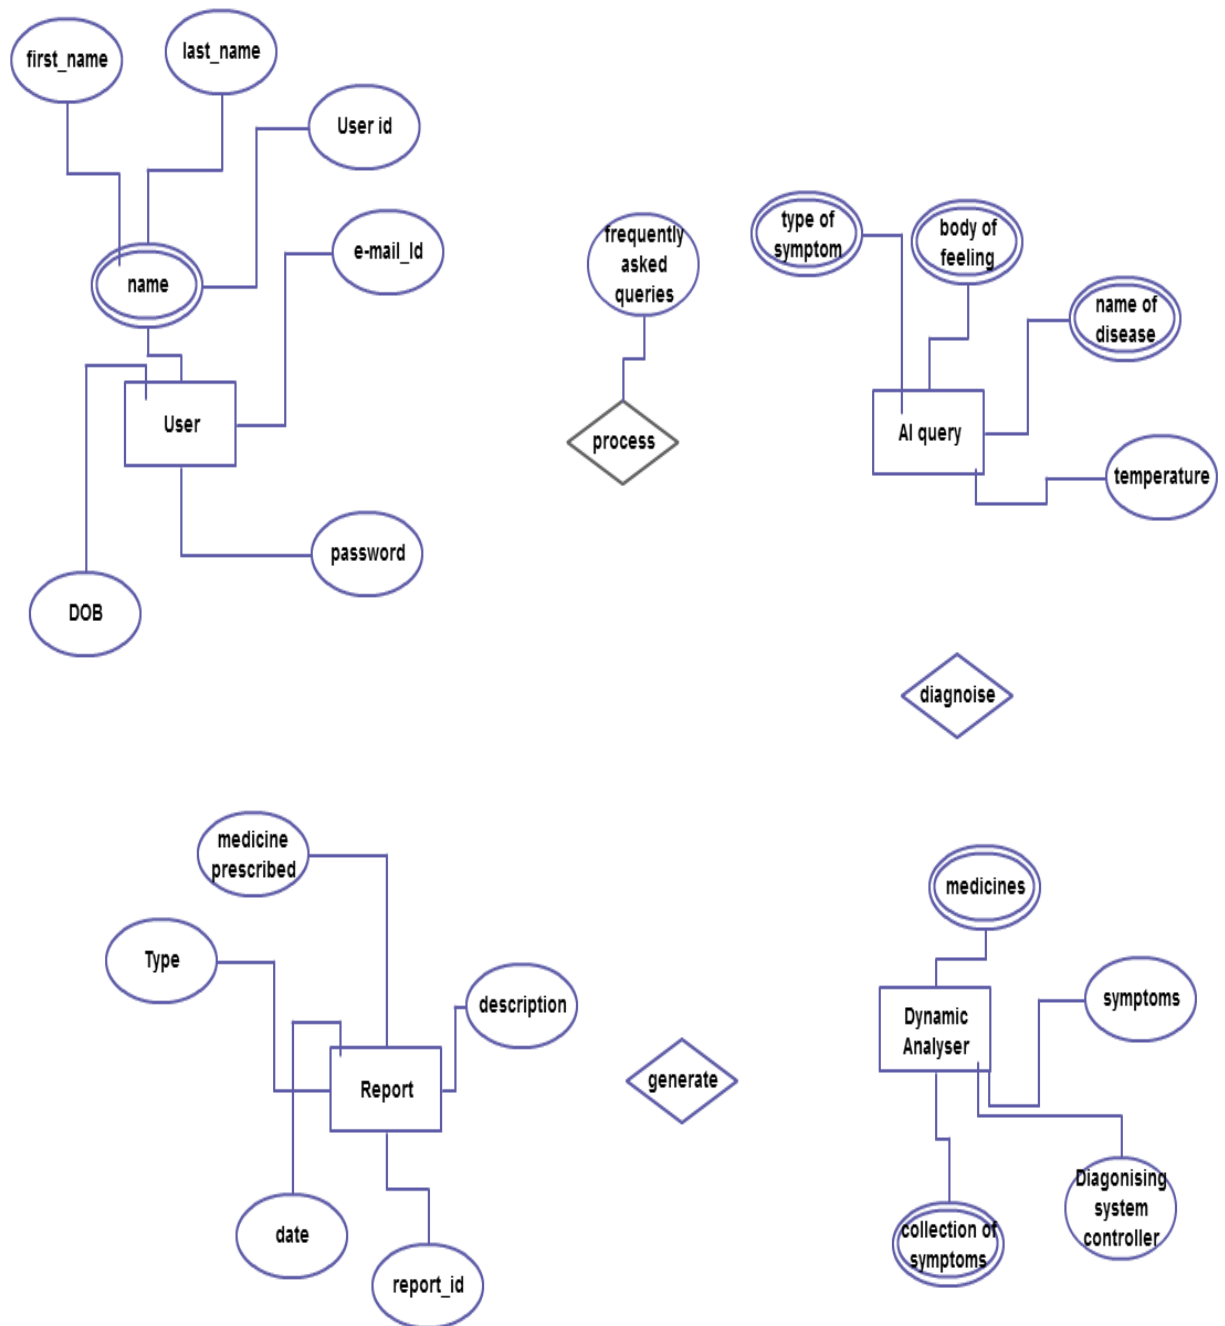 first_name
last_name
User id
e-mail_Id
name
User
password
DOB
frequently
asked
queries
process
type of
symptom
body of
feeling
name of
disease
AI query
temperature
diagnoise
medicine
prescribed
Type
description
Report
date
report_id
generate
medicines
symptoms
Dynamic
Analyser
Diagonising
system
controller
collection of
symptoms